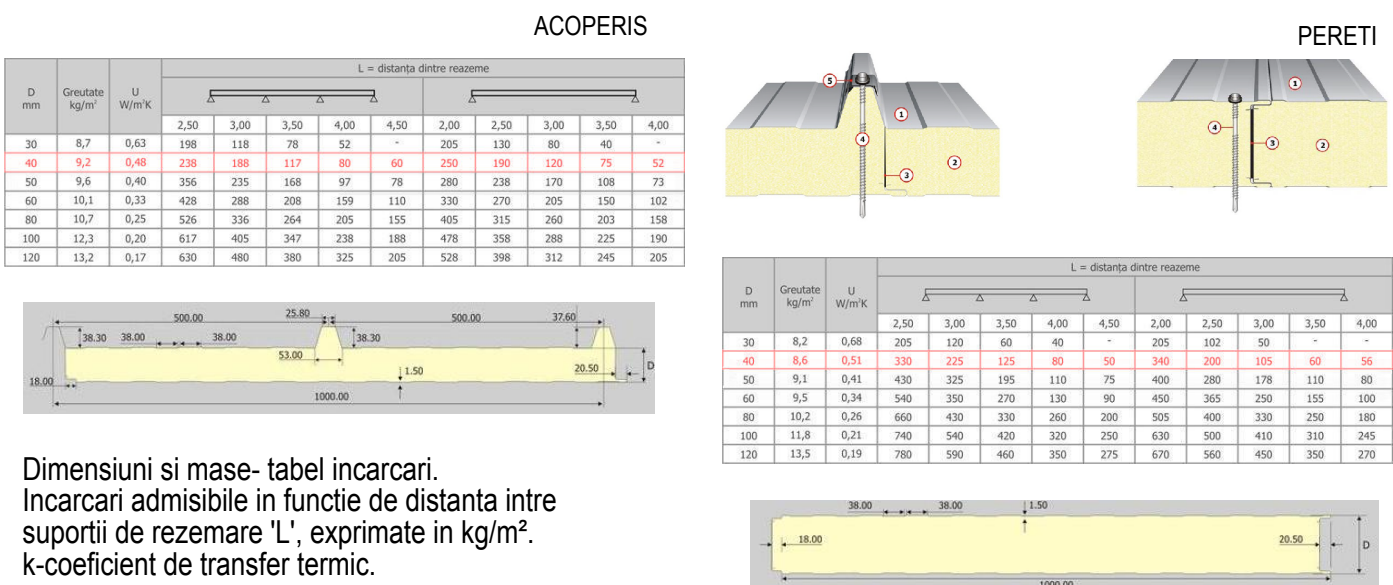 ACOPERIS
L = distanța dintre reazeme
D mm Greutate kg/m² U W/m²K
2,50 3,00 3,50 4,00 4,50 2,00 2,50 3,00 3,50 4,00
30 8,7 0,63 198 118 78 52 - 205 130 80 40 -
40 9,2 0,48 238 188 117 80 60 250 190 120 75 52
50 9,6 0,40 356 235 168 97 78 280 238 170 108 73
60 10,1 0,33 428 288 208 159 110 330 270 205 150 102
80 10,7 0,25 526 336 264 205 155 405 315 260 203 158
100 12,3 0,20 617 405 347 238 188 478 358 288 225 190
120 13,2 0,17 630 480 380 325 205 528 398 312 245 205
500.00 25.80 500.00 37.60
38.30 38.00 38.00 38.30
53.00
18.00 1.50 20.50 D
1000.00
Dimensiuni si mase- tabel incarcari.
Incarcari admisibile in functie de distanta intre
suportii de rezemare 'L', exprimate in kg/m².
k-coeficient de transfer termic.
PERETI
5 1 4 2 3
1 4 3 2
L = distanța dintre reazeme
D mm Greutate kg/m² U W/m²K
2,50 3,00 3,50 4,00 4,50 2,00 2,50 3,00 3,50 4,00
30 8,2 0,68 205 120 60 40 - 205 102 50 - -
40 8,6 0,51 330 225 125 80 50 340 200 105 60 56
50 9,1 0,41 430 325 195 110 75 400 280 178 110 80
60 9,5 0,34 540 350 270 130 90 450 365 250 155 100
80 10,2 0,26 660 430 330 260 200 505 400 330 250 180
100 11,8 0,21 740 540 420 320 250 630 500 410 310 245
120 13,5 0,19 780 590 460 350 275 670 560 450 350 270
38.00 38.00 1.50
18.00 20.50 D
1000.00